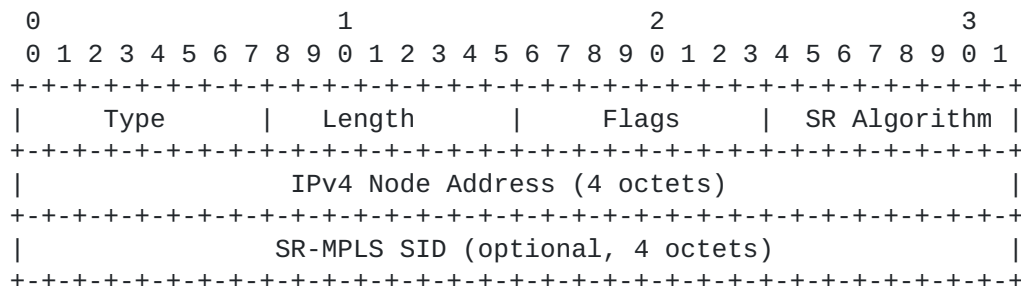 0                   1                   2                   3
 0 1 2 3 4 5 6 7 8 9 0 1 2 3 4 5 6 7 8 9 0 1 2 3 4 5 6 7 8 9 0 1
+-+-+-+-+-+-+-+-+-+-+-+-+-+-+-+-+-+-+-+-+-+-+-+-+-+-+-+-+-+-+-+-+
|     Type      |   Length      |     Flags     |  SR Algorithm |
+-+-+-+-+-+-+-+-+-+-+-+-+-+-+-+-+-+-+-+-+-+-+-+-+-+-+-+-+-+-+-+-+
|                 IPv4 Node Address (4 octets)                  |
+-+-+-+-+-+-+-+-+-+-+-+-+-+-+-+-+-+-+-+-+-+-+-+-+-+-+-+-+-+-+-+-+
|                SR-MPLS SID (optional, 4 octets)               |
+-+-+-+-+-+-+-+-+-+-+-+-+-+-+-+-+-+-+-+-+-+-+-+-+-+-+-+-+-+-+-+-+